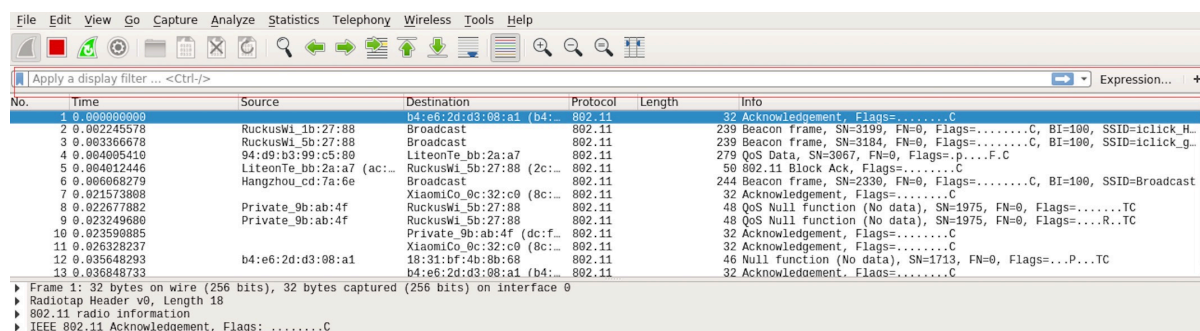 File Edit View Go Capture Analyze Statistics Telephony Wireless Tools Help
Apply a display filter ... <Ctrl-/> Expression... +
No. Time Source Destination Protocol Length Info
1 0.000000000 b4:e6:2d:d3:08:a1 (b4:… 802.11 32 Acknowledgement, Flags=........C
2 0.002245578 RuckusWi_1b:27:88 Broadcast 802.11 239 Beacon frame, SN=3199, FN=0, Flags=........C, BI=100, SSID=iclick_H…
3 0.003366678 RuckusWi_5b:27:88 Broadcast 802.11 239 Beacon frame, SN=3184, FN=0, Flags=........C, BI=100, SSID=iclick_g…
4 0.004005410 94:d9:b3:99:c5:80 LiteonTe_bb:2a:a7 802.11 279 QoS Data, SN=3067, FN=0, Flags=.p....F.C
5 0.004012446 LiteonTe_bb:2a:a7 (ac:… RuckusWi_5b:27:88 (2c:… 802.11 50 802.11 Block Ack, Flags=........C
6 0.006068279 Hangzhou_cd:7a:6e Broadcast 802.11 244 Beacon frame, SN=2330, FN=0, Flags=........C, BI=100, SSID=Broadcast
7 0.021573808 XiaomiCo_0c:32:c0 (8c:… 802.11 32 Acknowledgement, Flags=........C
8 0.022677882 Private_9b:ab:4f RuckusWi_5b:27:88 802.11 48 QoS Null function (No data), SN=1975, FN=0, Flags=.......TC
9 0.023249680 Private_9b:ab:4f RuckusWi_5b:27:88 802.11 48 QoS Null function (No data), SN=1975, FN=0, Flags=....R..TC
10 0.023590885 Private_9b:ab:4f (dc:f… 802.11 32 Acknowledgement, Flags=........C
11 0.026328237 XiaomiCo_0c:32:c0 (8c:… 802.11 32 Acknowledgement, Flags=........C
12 0.035648293 b4:e6:2d:d3:08:a1 18:31:bf:4b:8b:68 802.11 46 Null function (No data), SN=1713, FN=0, Flags=...P...TC
13 0.036848733 b4:e6:2d:d3:08:a1 (b4:… 802.11 32 Acknowledgement, Flags=........C
Frame 1: 32 bytes on wire (256 bits), 32 bytes captured (256 bits) on interface 0
Radiotap Header v0, Length 18
802.11 radio information
IEEE 802.11 Acknowledgement, Flags: ........C